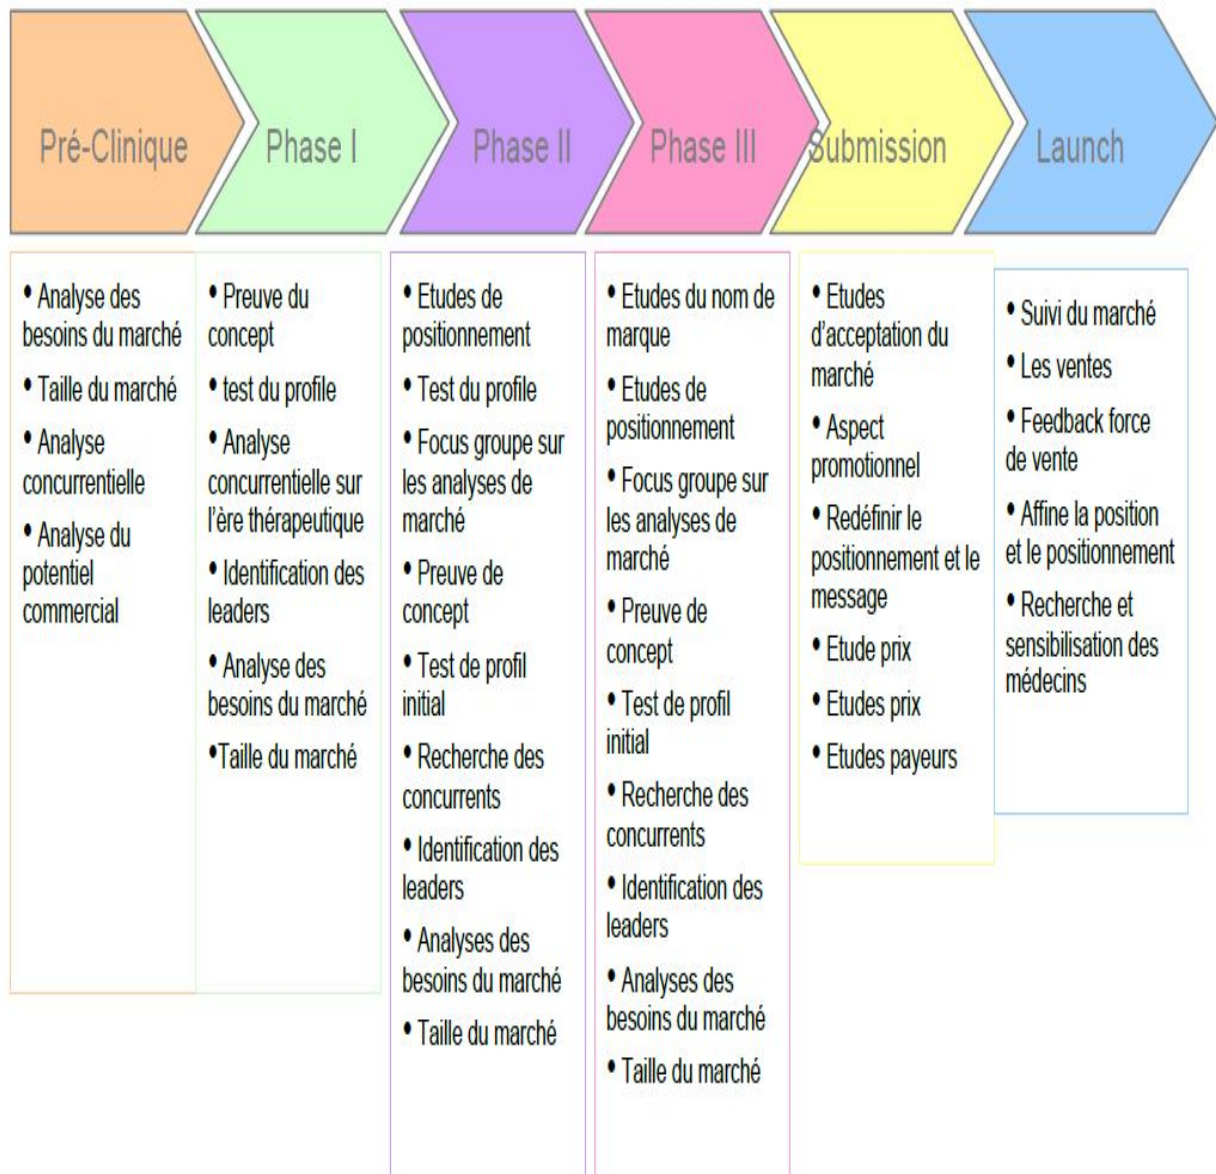 Pré-Clinique
Phase I
Phase II
Phase III
Submission
Launch
• Analyse des
besoins du marché
• Taille du marché
• Analyse
concurrentielle
• Analyse du
potentiel
commercial
• Preuve du
concept
• test du profile
• Analyse
concurrentielle sur
l'ère thérapeutique
• Identification des
leaders
• Analyse des
besoins du marché
•Taille du marché
• Etudes de
positionnement
• Test du profile
• Focus groupe sur
les analyses de
marché
• Preuve de
concept
• Test de profil
initial
• Recherche des
concurrents
• Identification des
leaders
• Analyses des
besoins du marché
• Taille du marché
• Etudes du nom de
marque
• Etudes de
positionnement
• Focus groupe sur
les analyses de
marché
• Preuve de
concept
• Test de profil
initial
• Recherche des
concurrents
• Identification des
leaders
• Analyses des
besoins du marché
• Taille du marché
• Etudes
d'acceptation du
marché
• Aspect
promotionnel
• Redéfinir le
positionnement et le
message
• Etude prix
• Etudes prix
• Etudes payeurs
• Suivi du marché
• Les ventes
• Feedback force
de vente
• Affine la position
et le positionnement
• Recherche et
sensibilisation des
médecins